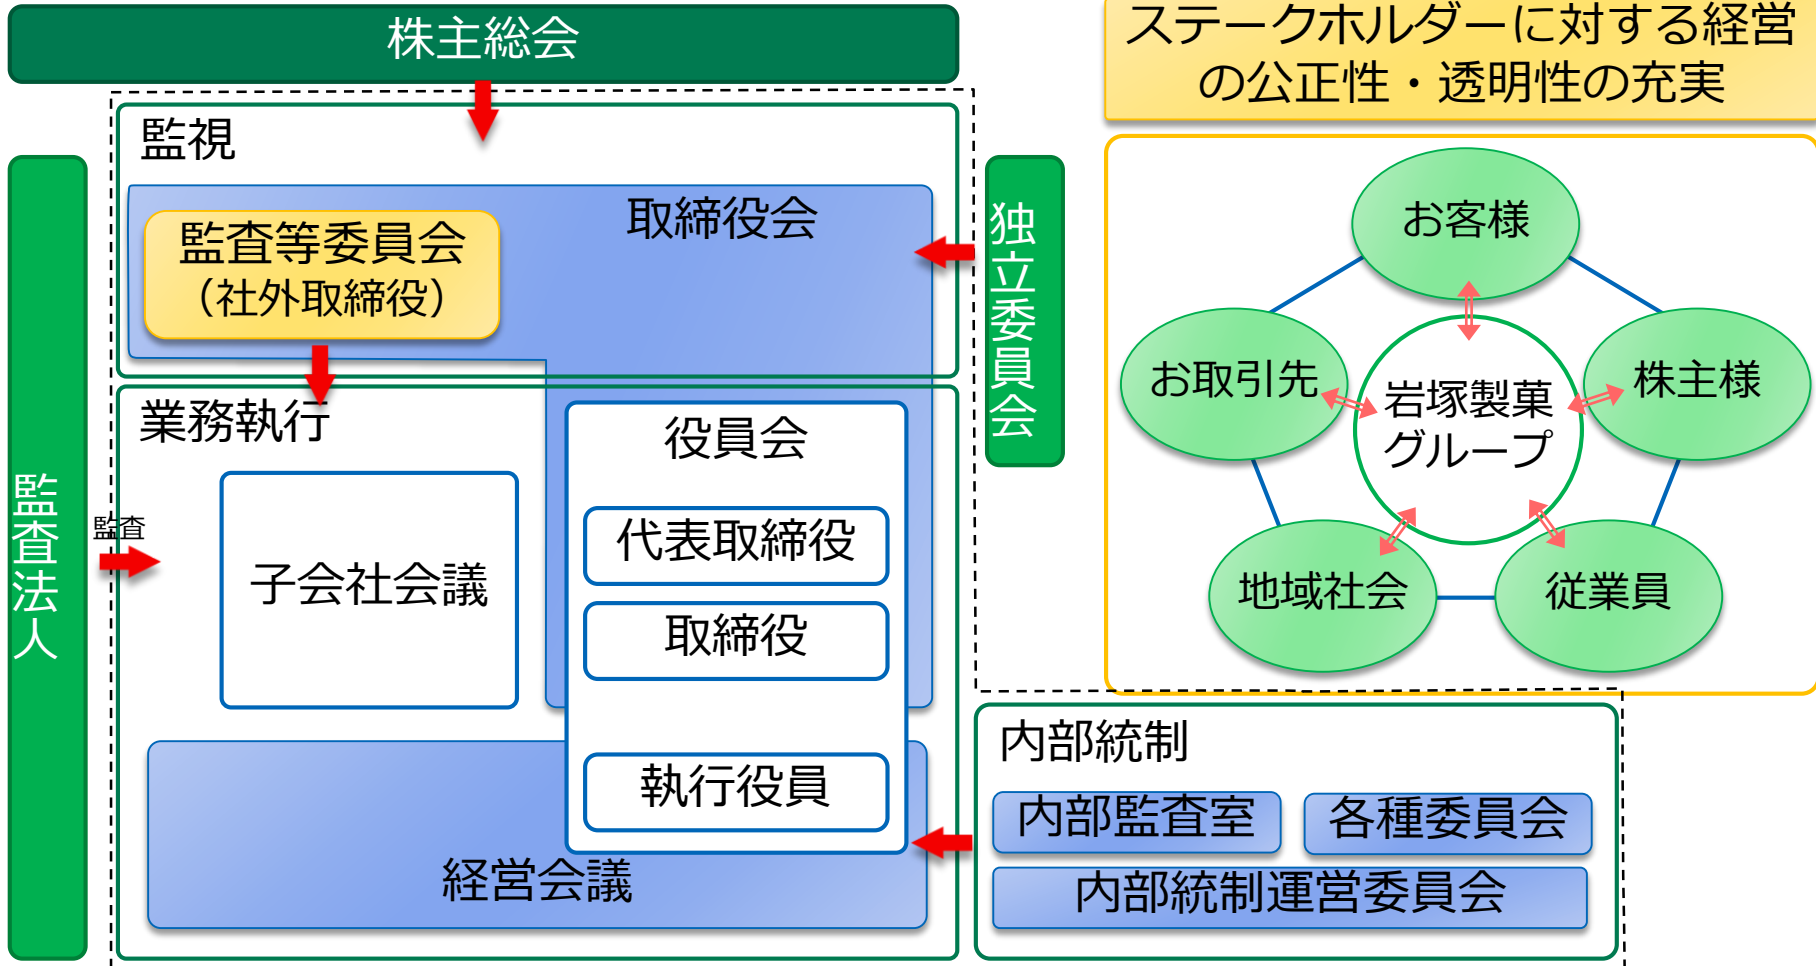 株主総会
監視
取締役会
監査等委員会
（社外取締役）
独立委員会
業務執行
役員会
代表取締役
取締役
執行役員
子会社会議
経営会議
監査法人
監査
ステークホルダーに対する経営
の公正性・透明性の充実
お客様
お取引先
株主様
岩塚製菓
グループ
地域社会
従業員
内部統制
内部監査室
各種委員会
内部統制運営委員会